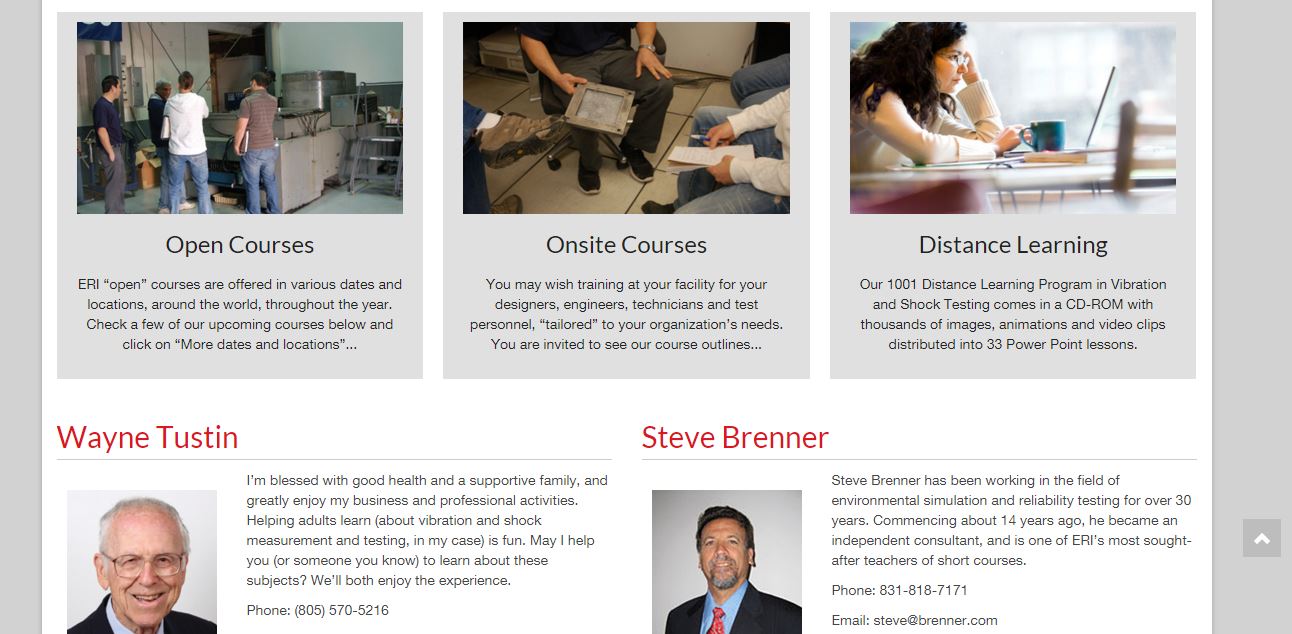 Open Courses
ERI “open” courses are offered in various dates and
locations, around the world, throughout the year.
Check a few of our upcoming courses below and
click on “More dates and locations”...
Onsite Courses
You may wish training at your facility for your
designers, engineers, technicians and test
personnel, “tailored” to your organization’s needs.
You are invited to see our course outlines...
Distance Learning
Our 1001 Distance Learning Program in Vibration
and Shock Testing comes in a CD-ROM with
thousands of images, animations and video clips
distributed into 33 Power Point lessons.
Wayne Tustin
I’m blessed with good health and a supportive family, and
greatly enjoy my business and professional activities.
Helping adults learn (about vibration and shock
measurement and testing, in my case) is fun. May I help
you (or someone you know) to learn about these
subjects? We’ll both enjoy the experience.
Phone: (805) 570-5216
Steve Brenner
Steve Brenner has been working in the field of
environmental simulation and reliability testing for over 30
years. Commencing about 14 years ago, he became an
independent consultant, and is one of ERI’s most sought-
after teachers of short courses.
Phone: 831-818-7171
Email: steve@brenner.com